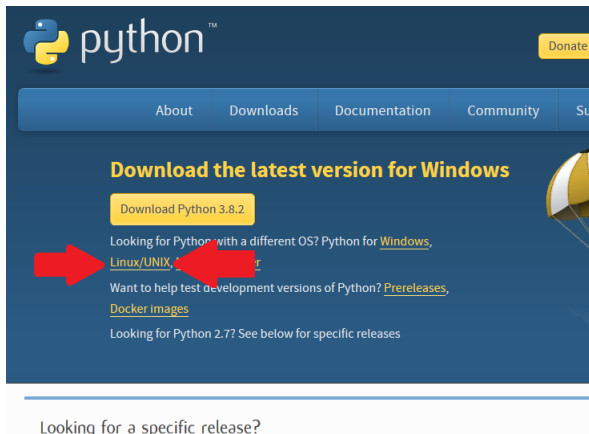 python™
Donate
About Downloads Documentation Community Su
Download the latest version for Windows
Download Python 3.8.2
Looking for Python with a different OS? Python for Windows,
Linux/UNIX,
Want to help test development versions of Python? Prereleases,
Docker images
Looking for Python 2.7? See below for specific releases
Looking for a specific release?